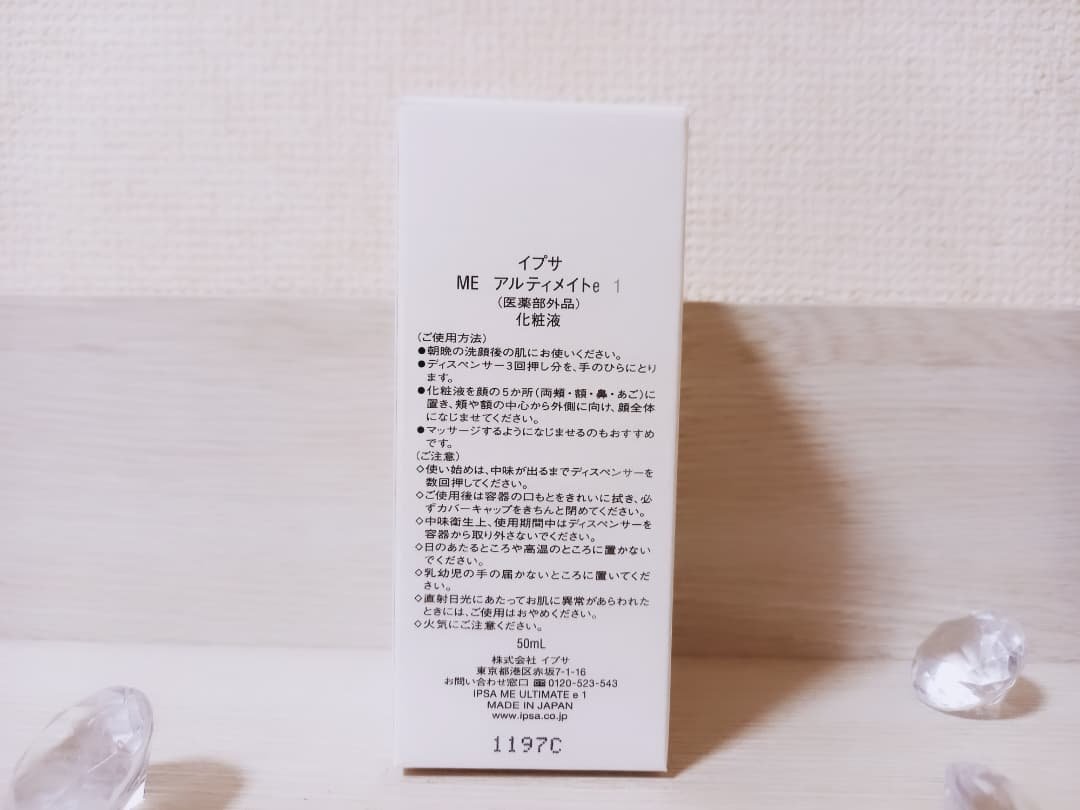 イプサ
ME アルティメイトe 1
(医薬部外品)
化粧液
(ご使用方法)
●朝晩の洗顔後の肌にお使いください。
●ディスペンサー3回押し分を、手のひらにとり
ます。
●化粧液を顔の5か所(両頬・額・鼻・あご)に
置き、頬や額の中心から外側に向け、顔全体
になじませてください。
●マッサージするようになじませるのもおすすめ
です。
(ご注意)
◇使い始めは、中味が出るまでディスペンサーを
数回押してください。
◇ご使用後は容器の口もとをきれいに拭き、必
ずカバーキャップをきちんと閉めてください。
◇中味衛生上、使用期間中はディスペンサーを
容器から取り外さないでください。
◇日のあたるところや高温のところに置かない
でください。
◇乳幼児の手の届かないところに置いてくだ
さい。
◇直射日光にあたってお肌に異常があらわれた
ときには、ご使用はおやめください。
◇火気にご注意ください。
50mL
株式会社 イプサ
東京都港区赤坂7-1-16
お問い合わせ窓口 0120-523-543
IPSA ME ULTIMATE e 1
MADE IN JAPAN
www.ipsa.co.jp
1197C